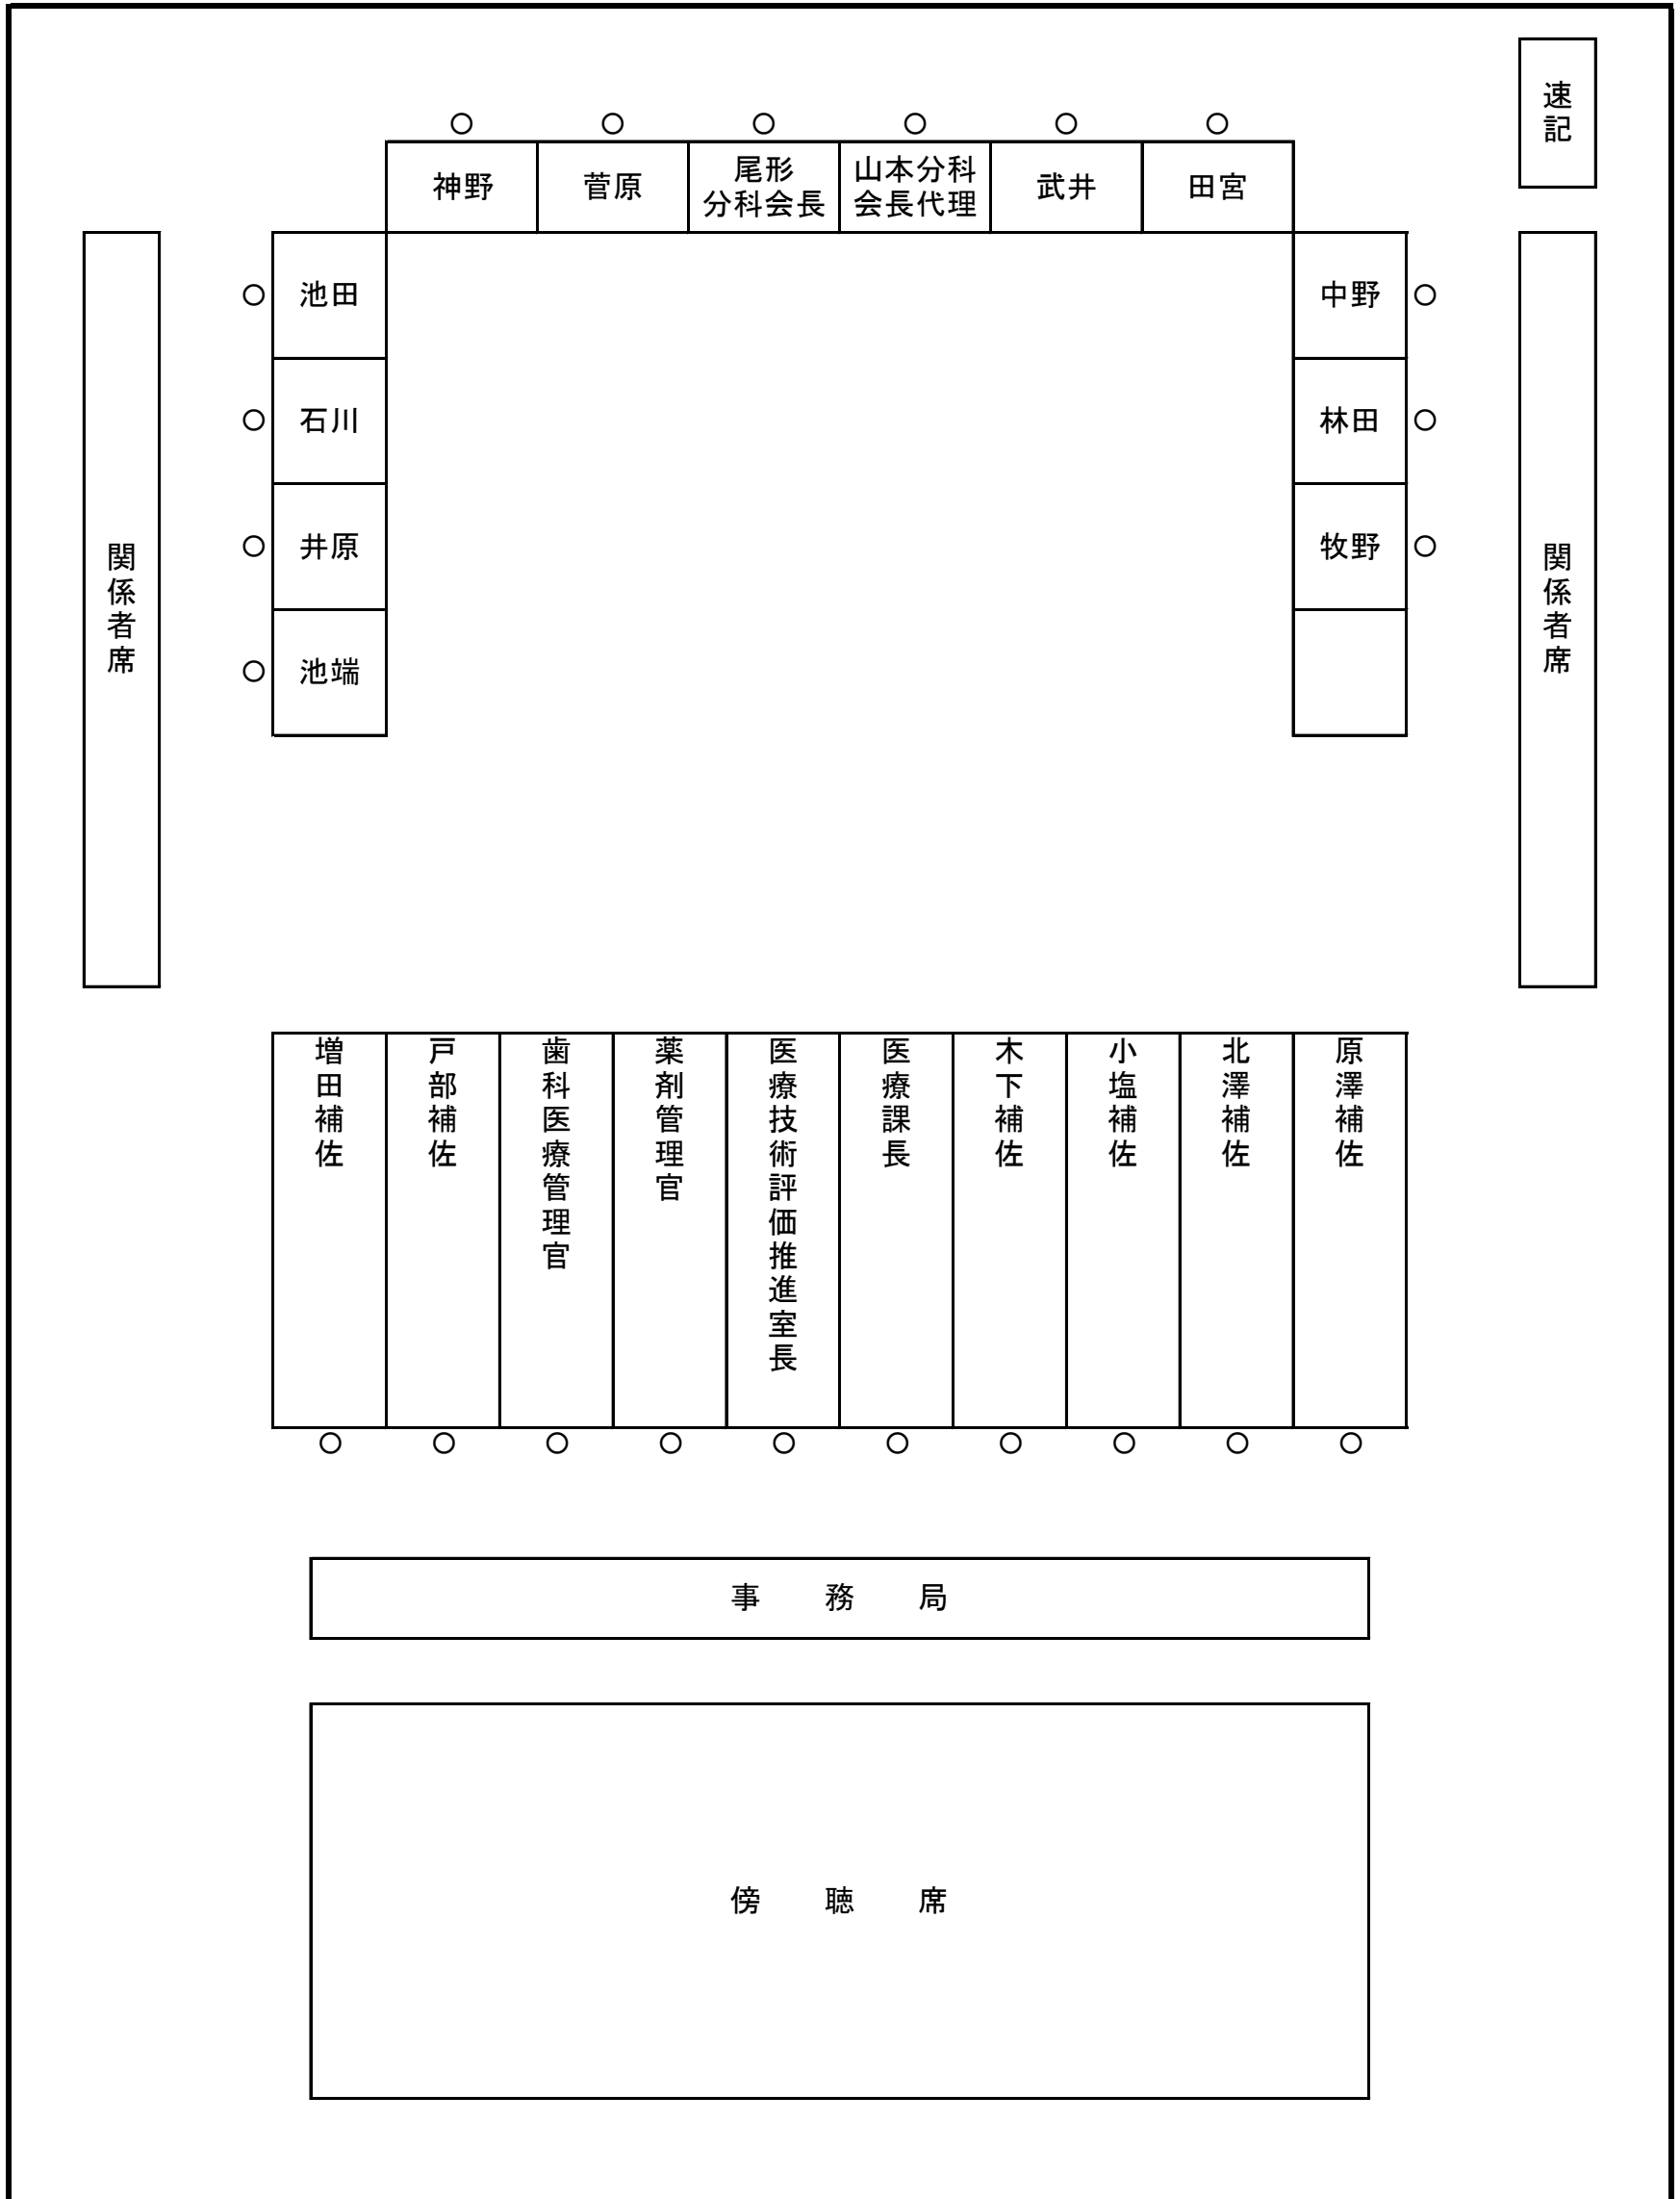 速記
神野
菅原
尾形
分科会長
山本分科
会長代理
武井
田宮
池田
石川
井原
池端
中野
林田
牧野
関係者席
関係者席
増田補佐
戸部補佐
歯科医療管理官
薬剤管理官
医療技術評価推進室長
医療課長
木下補佐
小塩補佐
北澤補佐
原澤補佐
事　務　局
傍　聴　席